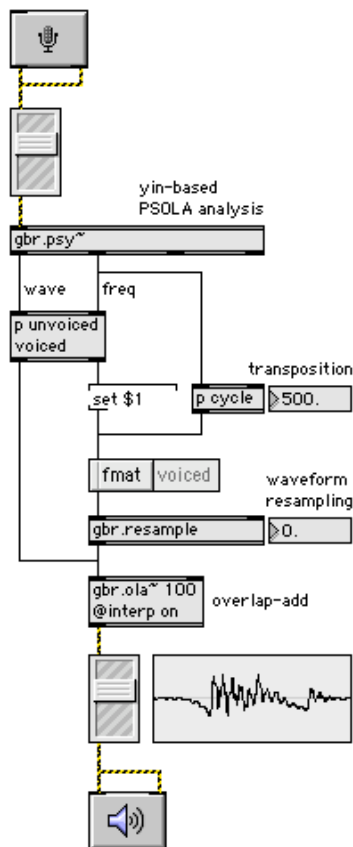 yin-based
PSOLA analysis
gbr.psy~
wave
freq
p unvoiced
voiced
transposition
set $1
p cycle
500.
fmat
voiced
waveform
resampling
gbr.resample
0.
gbr.ola~ 100
@interp on
overlap-add